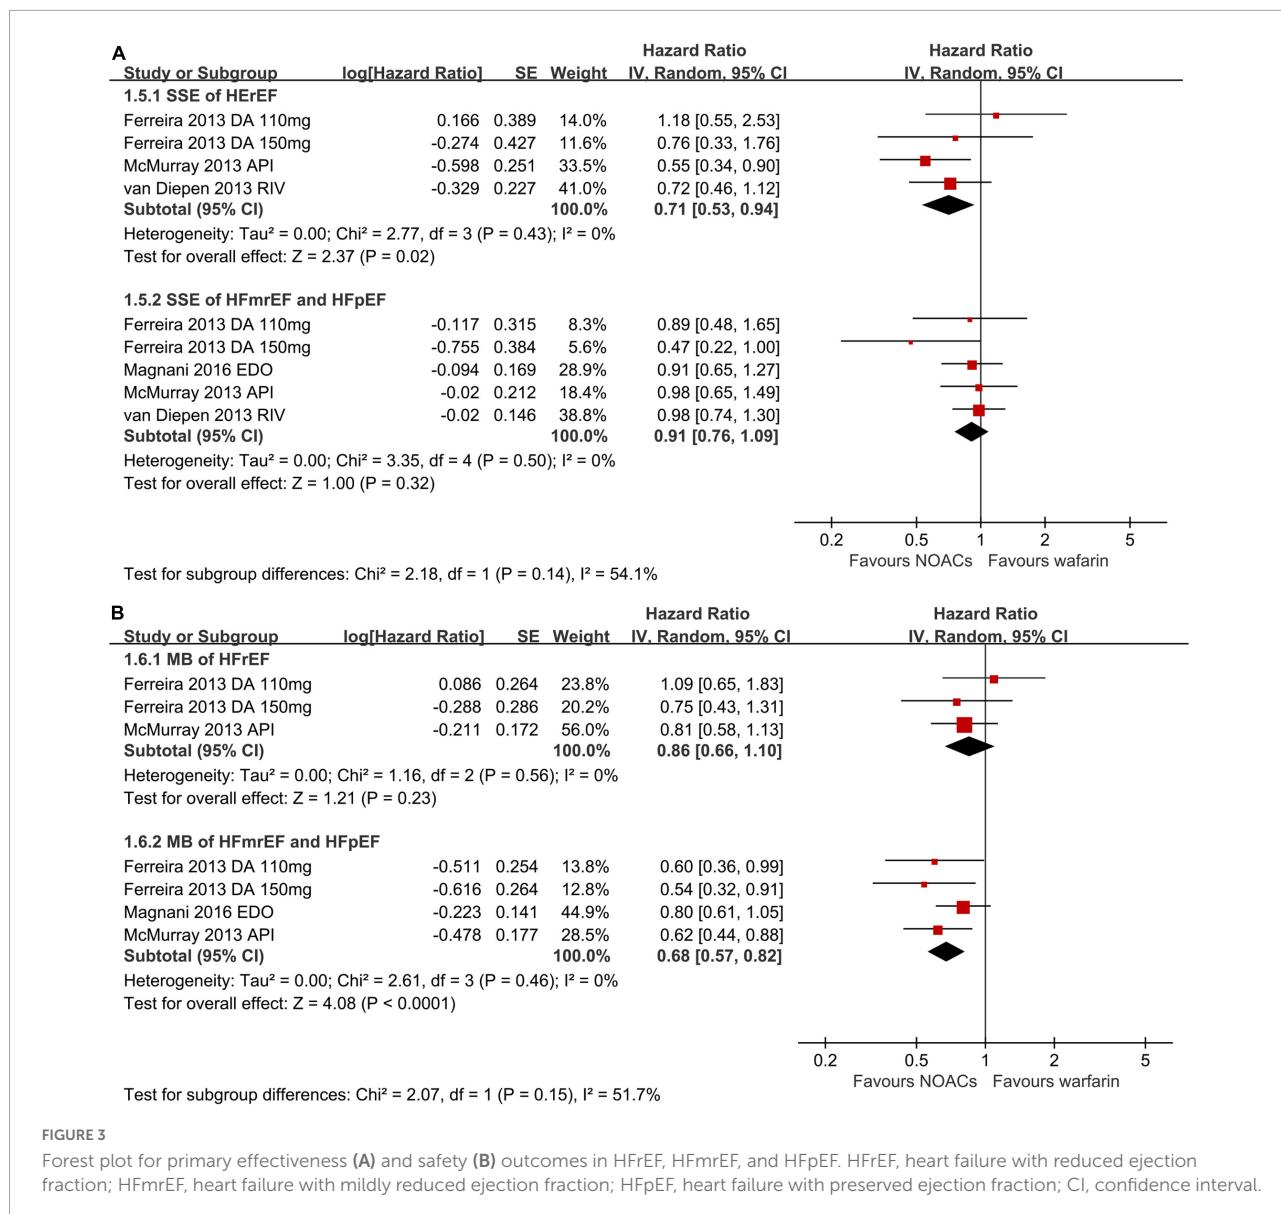 A
Hazard Ratio Hazard Ratio
Study or Subgroup log[Hazard Ratio] SE Weight IV, Random, 95% CI IV, Random, 95% CI
1.5.1 SSE of HErEF
Ferreira 2013 DA 110mg 0.166 0.389 14.0% 1.18 [0.55, 2.53]
Ferreira 2013 DA 150mg -0.274 0.427 11.6% 0.76 [0.33, 1.76]
McMurray 2013 API -0.598 0.251 33.5% 0.55 [0.34, 0.90]
van Diepen 2013 RIV -0.329 0.227 41.0% 0.72 [0.46, 1.12]
Subtotal (95% CI) 100.0% 0.71 [0.53, 0.94]
Heterogeneity: Tau² = 0.00; Chi² = 2.77, df = 3 (P = 0.43); I² = 0%
Test for overall effect: Z = 2.37 (P = 0.02)
1.5.2 SSE of HFmrEF and HFpEF
Ferreira 2013 DA 110mg -0.117 0.315 8.3% 0.89 [0.48, 1.65]
Ferreira 2013 DA 150mg -0.755 0.384 5.6% 0.47 [0.22, 1.00]
Magnani 2016 EDO -0.094 0.169 28.9% 0.91 [0.65, 1.27]
McMurray 2013 API -0.02 0.212 18.4% 0.98 [0.65, 1.49]
van Diepen 2013 RIV -0.02 0.146 38.8% 0.98 [0.74, 1.30]
Subtotal (95% CI) 100.0% 0.91 [0.76, 1.09]
Heterogeneity: Tau² = 0.00; Chi² = 3.35, df = 4 (P = 0.50); I² = 0%
Test for overall effect: Z = 1.00 (P = 0.32)
0.2 0.5 1 2 5
Favours NOACs Favours wafarin
Test for subgroup differences: Chi² = 2.18, df = 1 (P = 0.14), I² = 54.1%
B
Hazard Ratio Hazard Ratio
Study or Subgroup log[Hazard Ratio] SE Weight IV, Random, 95% CI IV, Random, 95% CI
1.6.1 MB of HFrEF
Ferreira 2013 DA 110mg 0.086 0.264 23.8% 1.09 [0.65, 1.83]
Ferreira 2013 DA 150mg -0.288 0.286 20.2% 0.75 [0.43, 1.31]
McMurray 2013 API -0.211 0.172 56.0% 0.81 [0.58, 1.13]
Subtotal (95% CI) 100.0% 0.86 [0.66, 1.10]
Heterogeneity: Tau² = 0.00; Chi² = 1.16, df = 2 (P = 0.56); I² = 0%
Test for overall effect: Z = 1.21 (P = 0.23)
1.6.2 MB of HFmrEF and HFpEF
Ferreira 2013 DA 110mg -0.511 0.254 13.8% 0.60 [0.36, 0.99]
Ferreira 2013 DA 150mg -0.616 0.264 12.8% 0.54 [0.32, 0.91]
Magnani 2016 EDO -0.223 0.141 44.9% 0.80 [0.61, 1.05]
McMurray 2013 API -0.478 0.177 28.5% 0.62 [0.44, 0.88]
Subtotal (95% CI) 100.0% 0.68 [0.57, 0.82]
Heterogeneity: Tau² = 0.00; Chi² = 2.61, df = 3 (P = 0.46); I² = 0%
Test for overall effect: Z = 4.08 (P < 0.0001)
0.2 0.5 1 2 5
Favours NOACs Favours warfarin
Test for subgroup differences: Chi² = 2.07, df = 1 (P = 0.15), I² = 51.7%
FIGURE 3
Forest plot for primary effectiveness (A) and safety (B) outcomes in HFrEF, HFmrEF, and HFpEF. HFrEF, heart failure with reduced ejection
fraction; HFmrEF, heart failure with mildly reduced ejection fraction; HFpEF, heart failure with preserved ejection fraction; CI, confidence interval.